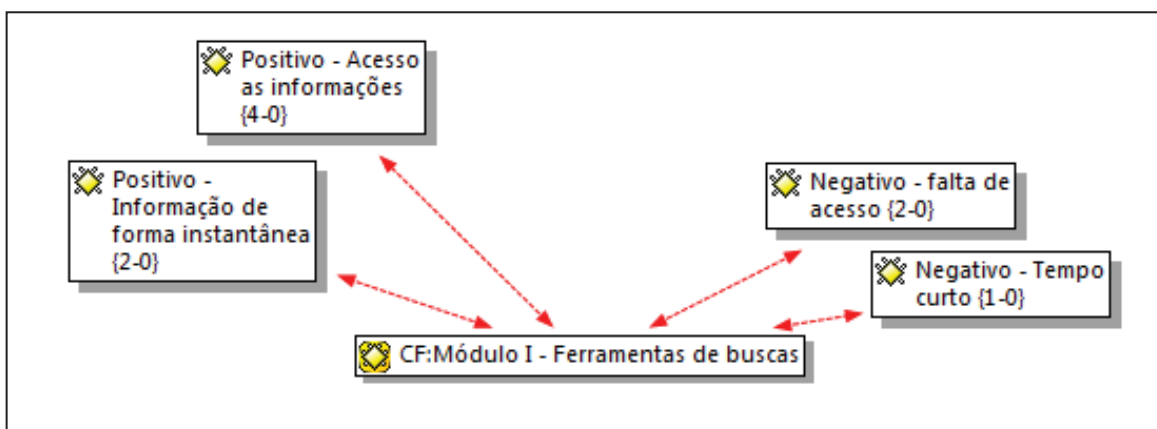 Positivo - Acesso
as informações
{4-0}
Positivo -
Informação de
forma instantânea
{2-0}
Negativo - falta de
acesso {2-0}
Negativo - Tempo
curto {1-0}
CF:Módulo I - Ferramentas de buscas